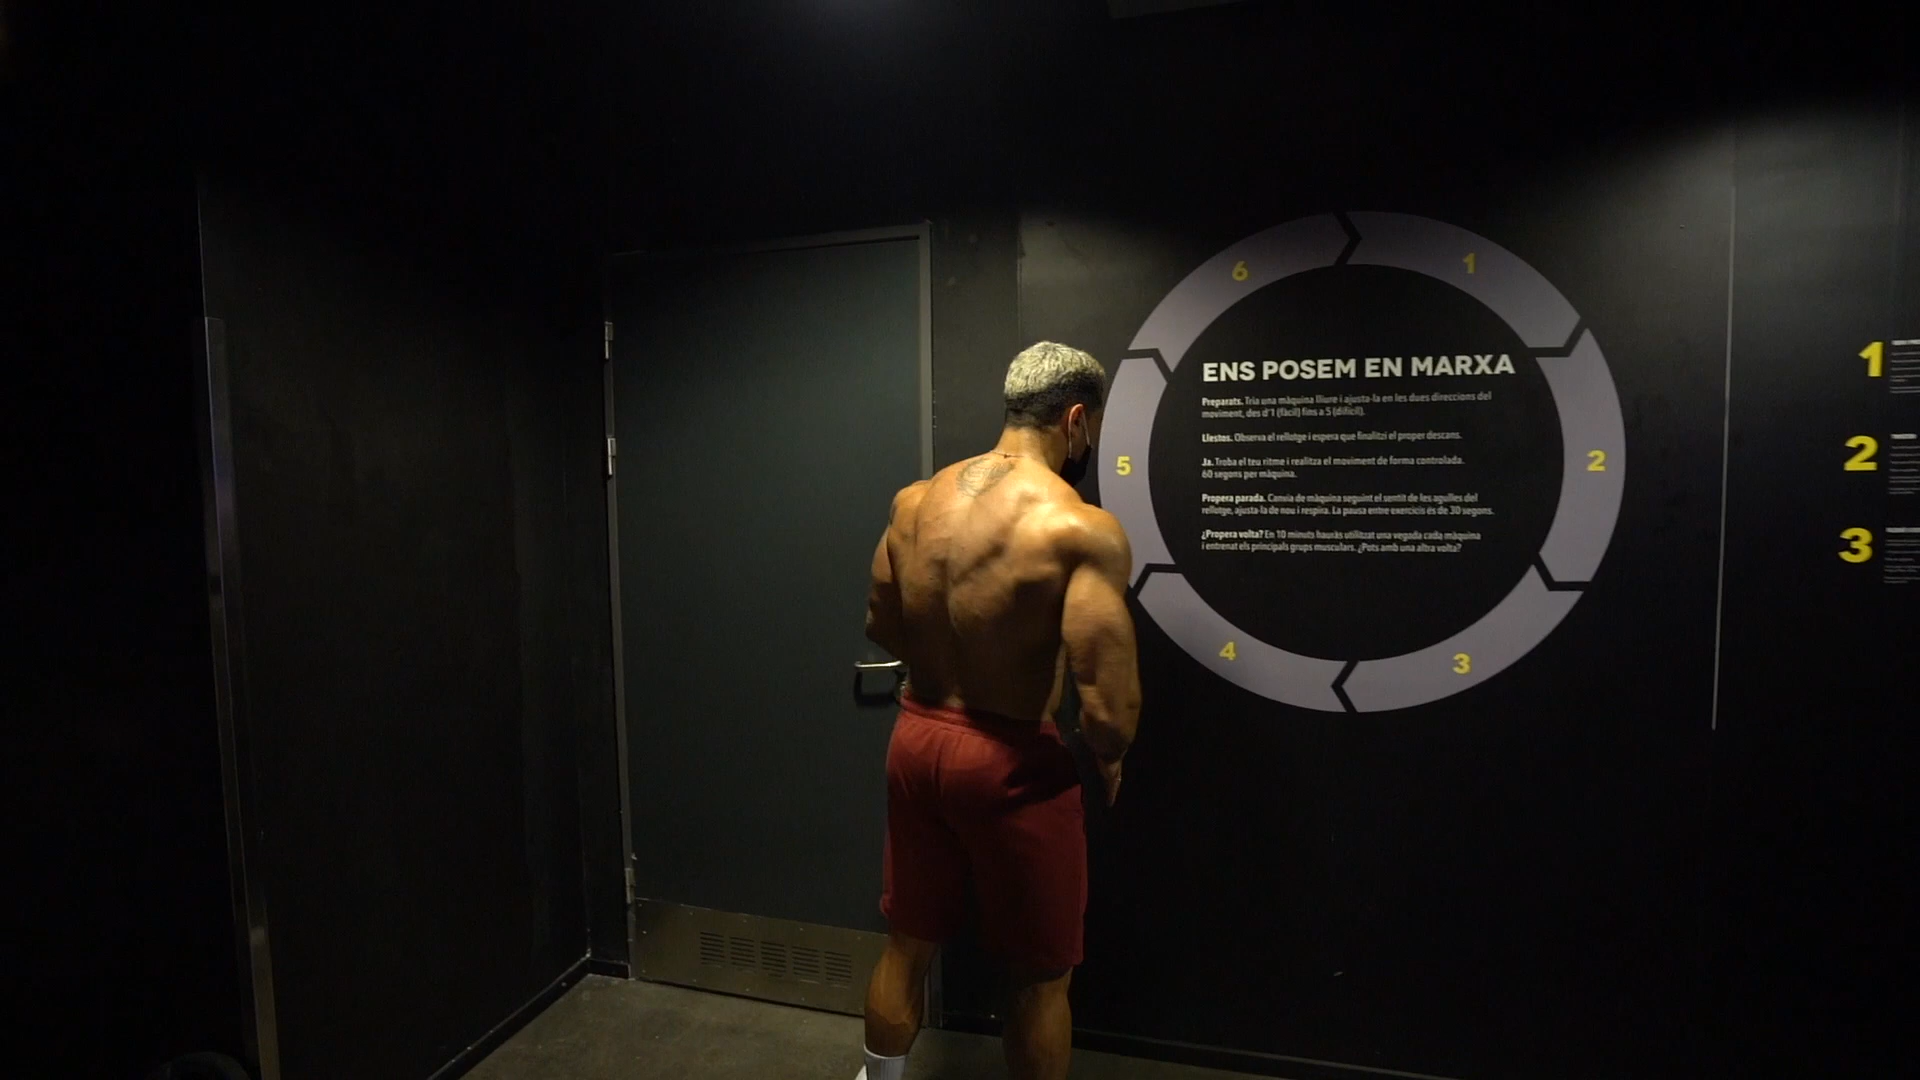 6
1
5
2
4
3
ENS POSEM EN MARXA
Preparats. Tria una màquina lliure i ajusta-la en les dues direccions del
moviment, des d'1 (fàcil) fins a 5 (difícil).
Llestos. Observa el rellotge i espera que finalitzi el proper descans.
Ja. Troba el teu ritme i realitza el moviment de forma controlada.
60 segons per màquina.
Propera parada. Canvia de màquina seguint el sentit de les agulles del
rellotge, ajusta-la de nou i respira. La pausa entre exercicis és de 30 segons.
¿Propera volta? En 10 minuts hauràs utilitzat una vegada cada màquina
i entrenat els principals grups musculars. ¿Pots amb una altra volta?
1
2
3